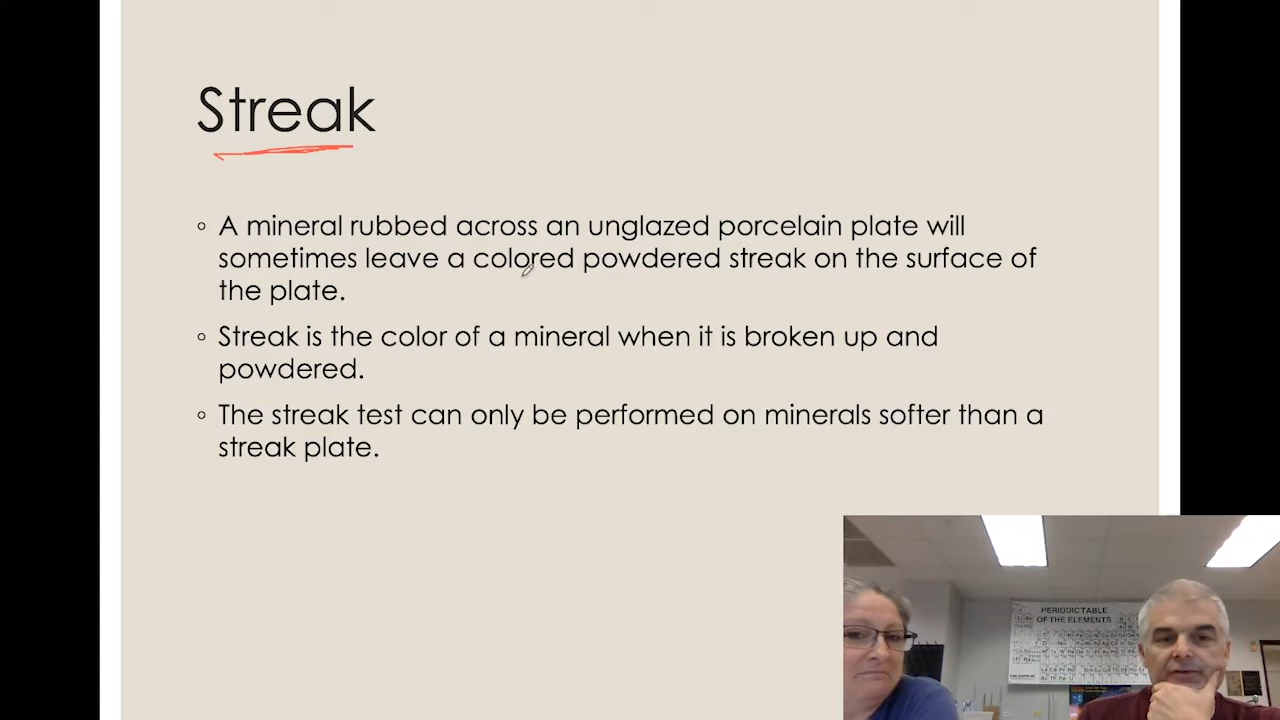 Streak
◦ A mineral rubbed across an unglazed porcelain plate will
sometimes leave a colored powdered streak on the surface of
the plate.
◦ Streak is the color of a mineral when it is broken up and
powdered.
◦ The streak test can only be performed on minerals softer than a
streak plate.
PERIODIC TABLE
OF THE ELEMENTS